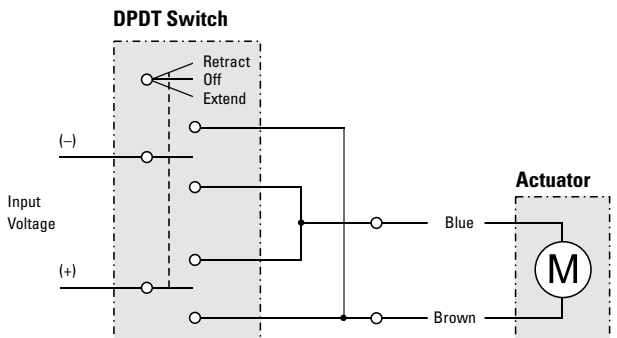 DPDT Switch
Retract
Off
Extend
(–)
Input
Voltage
(+)
Actuator
Blue
M
Brown